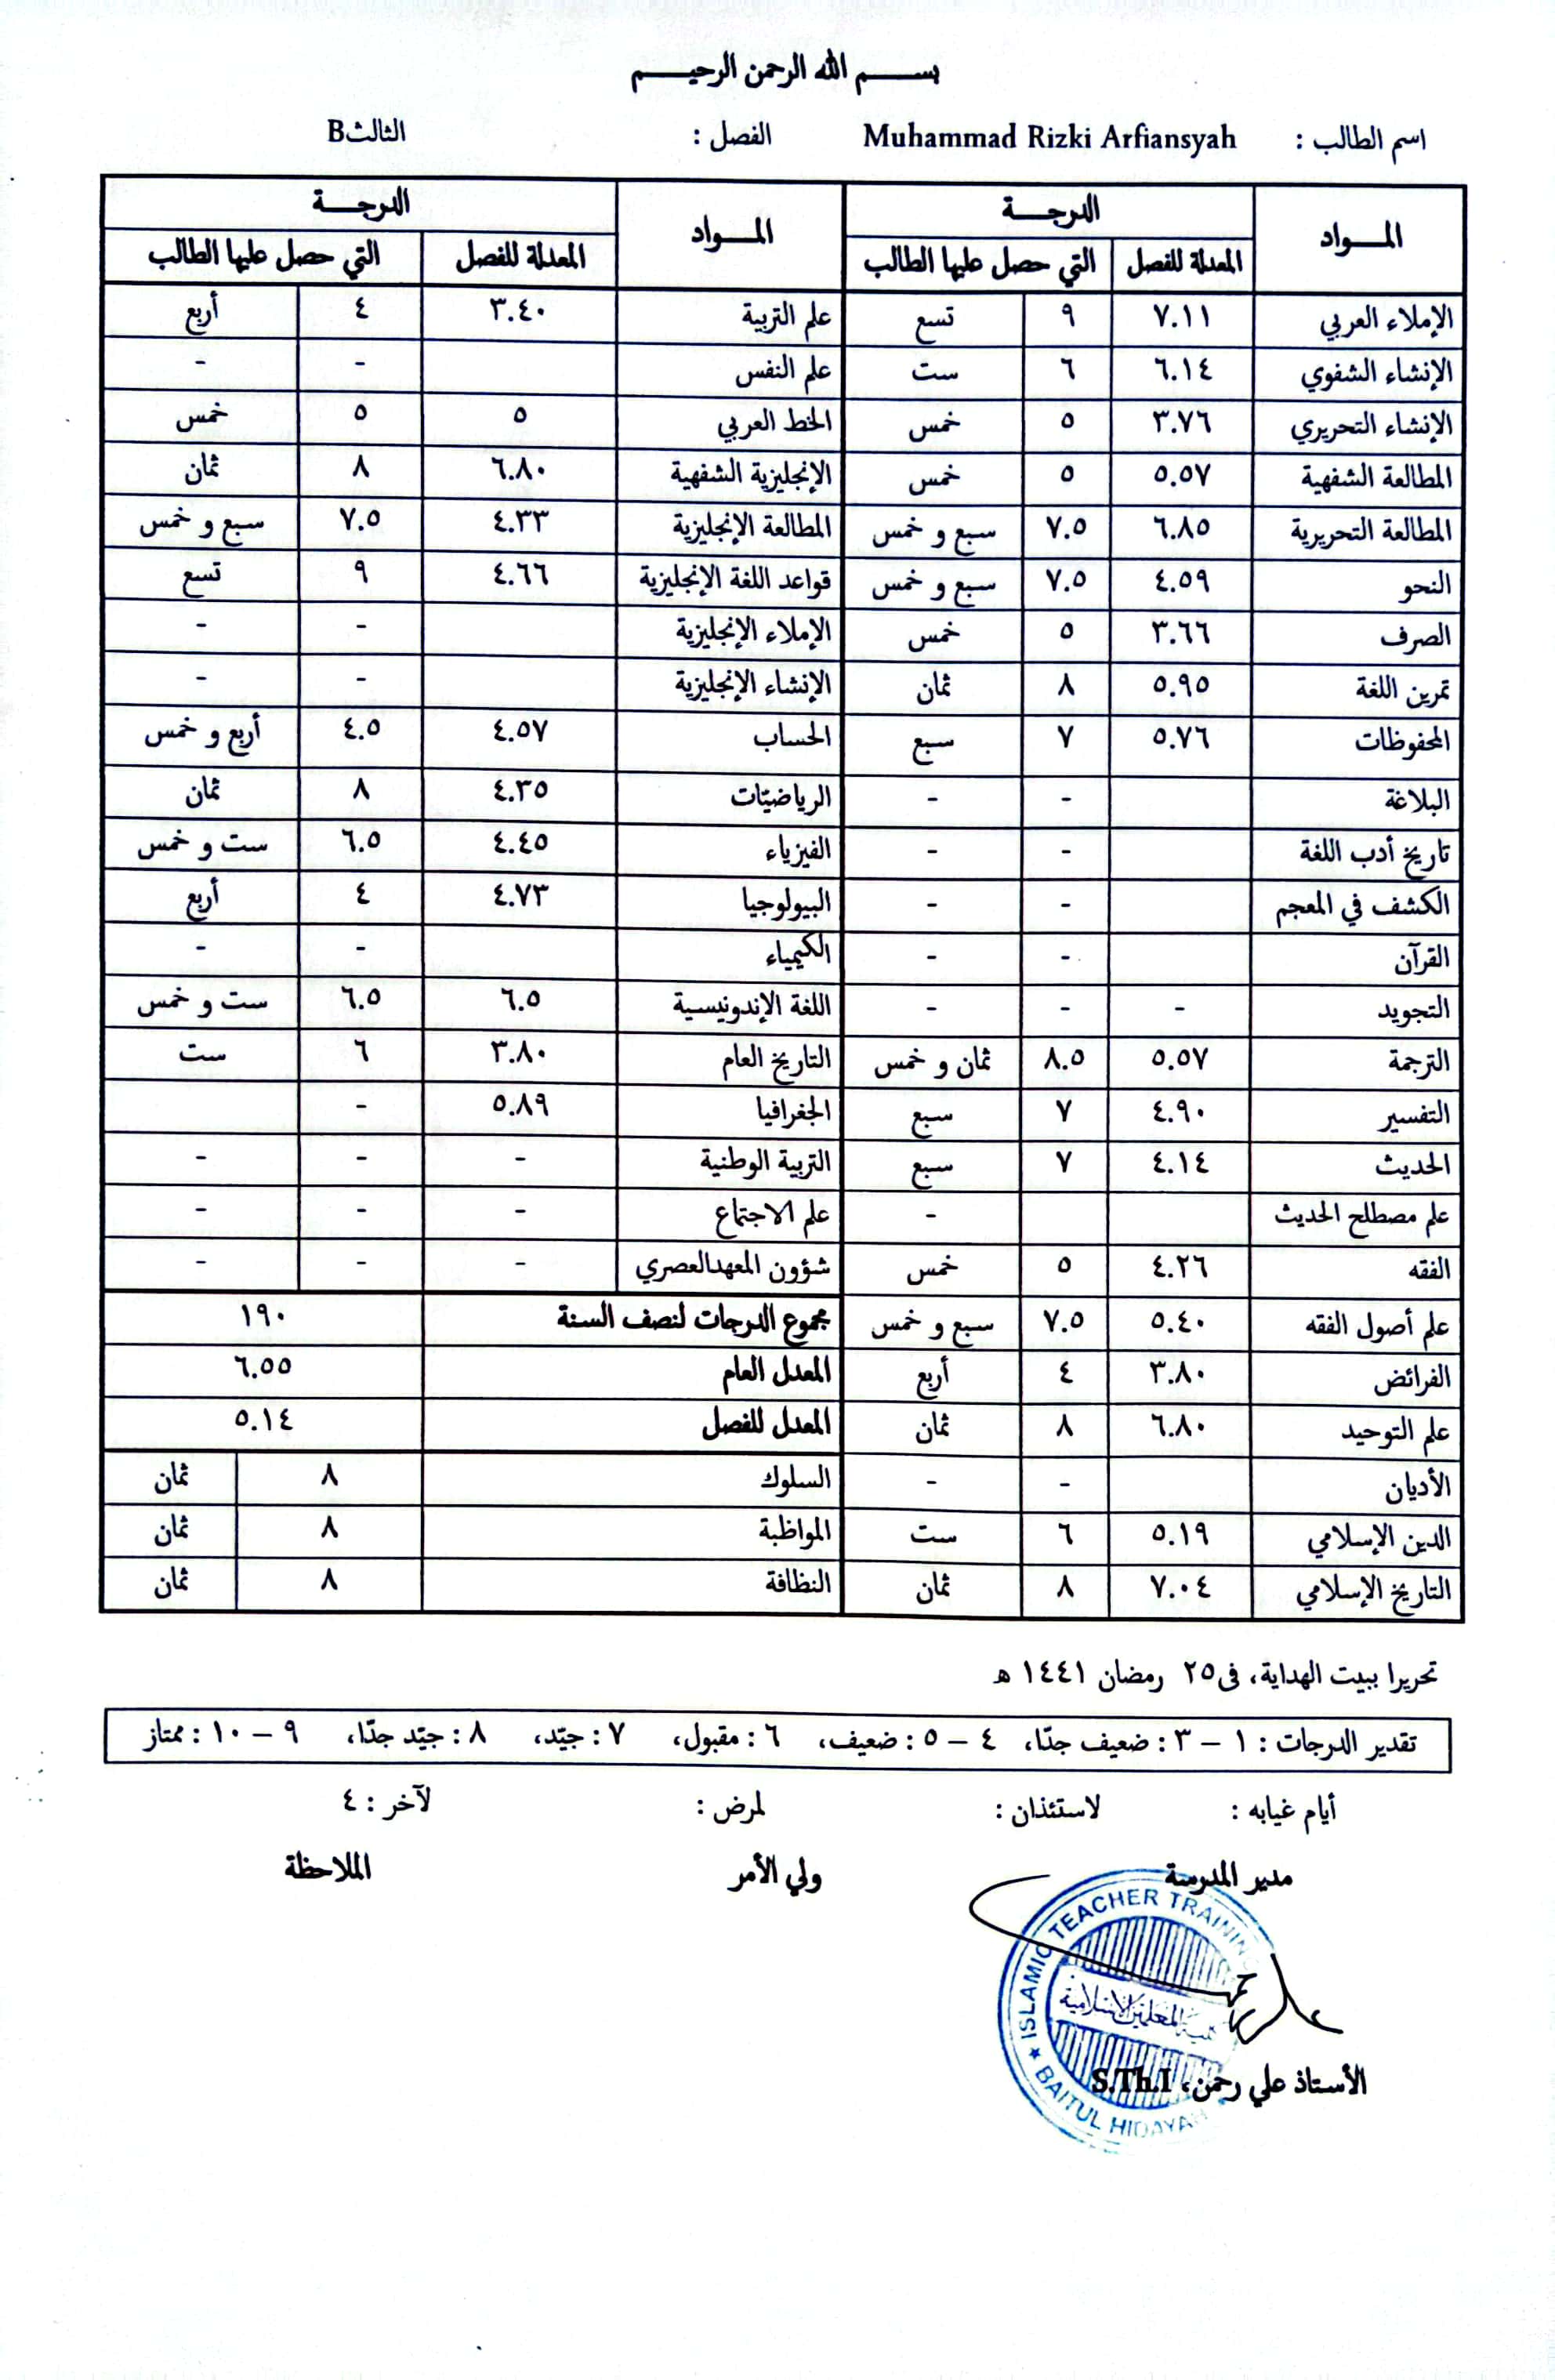 بســـــم الله الرحمن الرحيـــــم
اسم الطالب : Muhammad Rizki Arfiansyah الفصل : الثالثB
المـــواد الدرجـــة المـــواد الدرجـــة
المعدلة للفصل التي حصل عليها الطالب المعدلة للفصل التي حصل عليها الطالب
الإملاء العربي ٧.١١ ٩ تسع علم التربية ٣.٤٠ ٤ أربع
الإنشاء الشفوي ٦.١٤ ٦ ست علم النفس - -
الإنشاء التحريري ٣.٧٦ ٥ خمس الخط العربي ٥ ٥ خمس
المطالعة الشفهية ٥.٥٧ ٥ خمس الإنجليزية الشفهية ٦.٨٠ ٨ ثمان
المطالعة التحريرية ٦.٨٥ ٧.٥ سبع و خمس المطالعة الإنجليزية ٤.٣٣ ٧.٥ سبع و خمس
النحو ٤.٥٩ ٧.٥ سبع و خمس قواعد اللغة الإنجليزية ٤.٦٦ ٩ تسع
الصرف ٣.٦٦ ٥ خمس الإملاء الإنجليزية - -
تمرين اللغة ٥.٩٥ ٨ ثمان الإنشاء الإنجليزية - -
المحفوظات ٥.٧٦ ٧ سبع الحساب ٤.٥٧ ٤.٥ أربع و خمس
البلاغة - - الرياضيّات ٤.٣٥ ٨ ثمان
تاريخ أدب اللغة - - الفيزياء ٤.٤٥ ٦.٥ ست و خمس
الكشف في المعجم - - البيولوجيا ٤.٧٣ ٤ أربع
القرآن - - الكيمياء - -
التجويد - - - اللغة الإندونيسية ٦.٥ ٦.٥ ست و خمس
الترجمة ٥.٥٧ ٨.٥ ثمان و خمس التاريخ العام ٣.٨٠ ٦ ست
التفسير ٤.٩٠ ٧ سبع الجغرافيا ٥.٨٩ -
الحديث ٤.١٤ ٧ سبع التربية الوطنية - - -
علم مصطلح الحديث - علم الاجتماع - - -
الفقه ٤.٢٦ ٥ خمس شؤون المعهدالعصري - - -
علم أصول الفقه ٥.٤٠ ٧.٥ سبع و خمس مجموع الدرجات لنصف السنة ١٩٠
الفرائض ٣.٨٠ ٤ أربع المعدل العام ٦.٥٥
علم التوحيد ٦.٨٠ ٨ ثمان المعدل للفصل ٥.١٤
الأديان - - السلوك ٨ ثمان
الدين الإسلامي ٥.١٩ ٦ ست المواظبة ٨ ثمان
التاريخ الإسلامي ٧.٠٤ ٨ ثمان النظافة ٨ ثمان
تحريرا ببيت الهداية، فى٢٥ رمضان ١٤٤١ ه
تقدير الدرجات : ١ – ٣ : ضعيف جدّا، ٤ – ٥ : ضعيف، ٦ : مقبول، ٧ : جيّد، ٨ : جيّد جدّا، ٩ – ١٠ : ممتاز
أيام غيابه : لاستئذان : لمرض : لآخر : ٤
مدير المدرسة ولي الأمر الملاحظة
ISLAMIC TEACHER TRAINING
المعلمين الإسلامية
BAITUL HIDAYAH
الأستاذ علي رحمن، S.Th.I